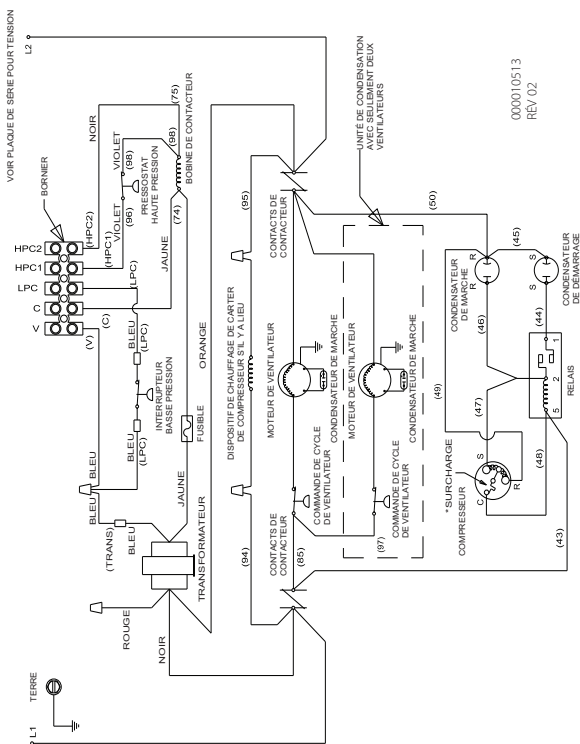 VOIR PLAQUE DE SÉRIE POUR TENSION
L2
BORNIER
HPC2
HPC1
LPC
C
V
(HPC2)
NOIR
(75)
(HPC1)
VIOLET
(96)
VIOLET
(98)
(98)
PRESSOSTAT
HAUTE PRESSION
BOBINE DE CONTACTEUR
(74)
JAUNE
(LPC)
(C)
(V)
BLEU
(LPC)
INTERRUPTEUR
BASSE PRESSION
BLEU
(LPC)
BLEU
BLEU
(TRANS)
BLEU
ORANGE
FUSIBLE
JAUNE
TRANSFORMATEUR
ROUGE
NOIR
TERRE
L1
(95)
DISPOSITIF DE CHAUFFAGE DE CARTER
DE COMPRESSEUR S'IL Y A LIEU
(94)
CONTACTS DE
CONTACTEUR
MOTEUR DE VENTILATEUR
CONDENSATEUR DE MARCHE
COMMANDE DE CYCLE
DE VENTILATEUR
CONTACTS DE
CONTACTEUR
(85)
UNITÉ DE CONDENSATION
AVEC SEULEMENT DEUX
VENTILATEURS
MOTEUR DE VENTILATEUR
CONDENSATEUR DE MARCHE
COMMANDE DE CYCLE
DE VENTILATEUR
(97)
(50)
CONDENSATEUR
DE MARCHE
R
R
(45)
S
S
CONDENSATEUR
DE DÉMARRAGE
(46)
(44)
(49)
(47)
1
2
5
RELAIS
*SURCHARGE
COMPRESSEUR
C
S
R
(48)
(43)
000010513
RÉV 02